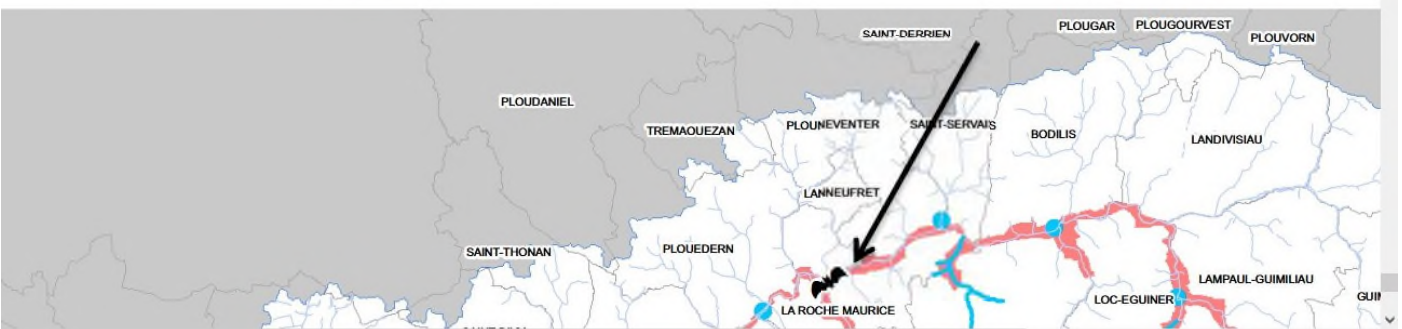 PLOUGAR
PLOUGOURVEST
SAINT-DERRIEN
PLOUVORN
PLOUDANIEL
TREMAOUEZAN
PLOUNEVENTER
SAINT-SERVAIS
BODILIS
LANDIVISIAU
LANNEUFRET
SAINT-THONAN
PLOUEDERN
LAMPAUL-GUIMILIAU
LOC-EGUINER
LA ROCHE MAURICE